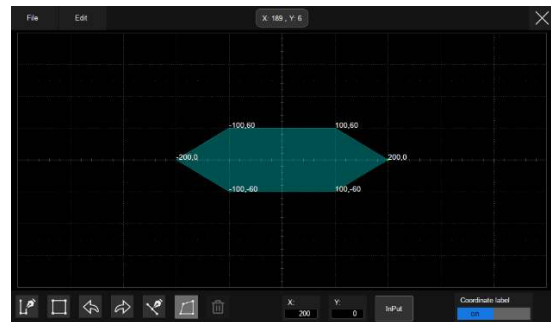 File Edit X: 189 , Y: 6
-100,60 100,60
-200,0 200,0
-100,-60 100,-60
X: Y: Coordinate label
200 0 InPut on